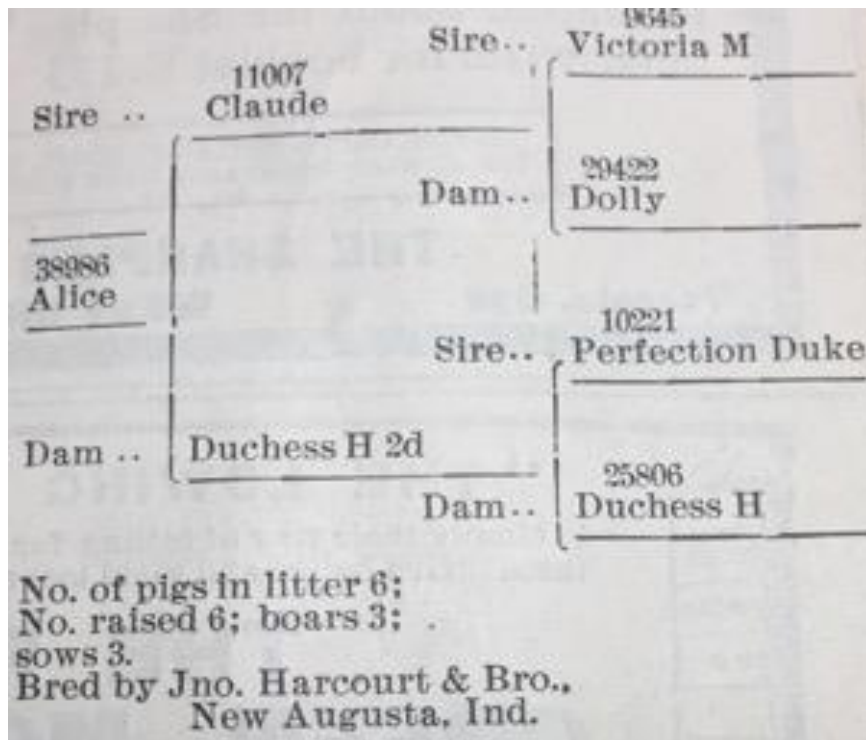 9645
Sire.. Victoria M
11007
Sire .. Claude
29422
Dam.. Dolly
38986
Alice
10221
Sire.. Perfection Duke
Dam .. Duchess H 2d
25806
Dam.. Duchess H
No. of pigs in litter 6;
No. raised 6; boars 3;
sows 3.
Bred by Jno. Harcourt & Bro.,
New Augusta, Ind.